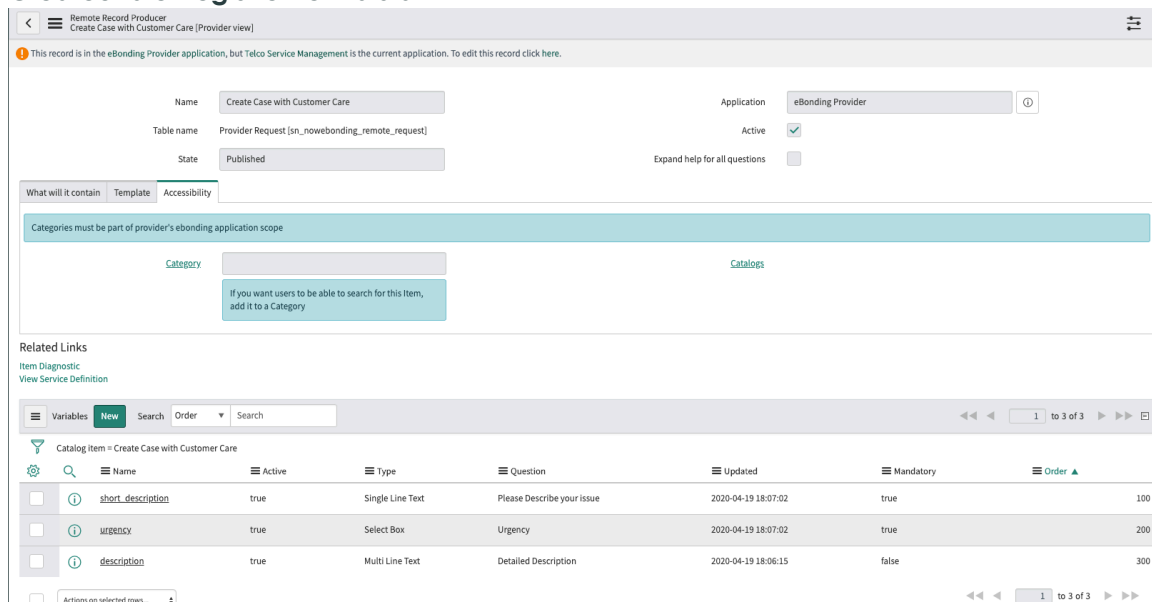 Remote Record Producer
Create Case with Customer Care [Provider view]
This record is in the eBonding Provider application, but Telco Service Management is the current application. To edit this record click here.
Name Create Case with Customer Care Application eBonding Provider
Table name Provider Request [sn_nowebonding_remote_request] Active
State Published Expand help for all questions
What will it contain Template Accessibility
Categories must be part of provider's ebonding application scope
Category Catalogs
If you want users to be able to search for this Item,
add it to a Category
Related Links
Item Diagnostic
View Service Definition
Variables New Search Order Search 1 to 3 of 3
Catalog item = Create Case with Customer Care
Name Active Type Question Updated Mandatory Order
short_description true Single Line Text Please Describe your issue 2020-04-19 18:07:02 true 100
urgency true Select Box Urgency 2020-04-19 18:07:02 true 200
description true Multi Line Text Detailed Description 2020-04-19 18:06:15 false 300
Actions on selected rows... 1 to 3 of 3